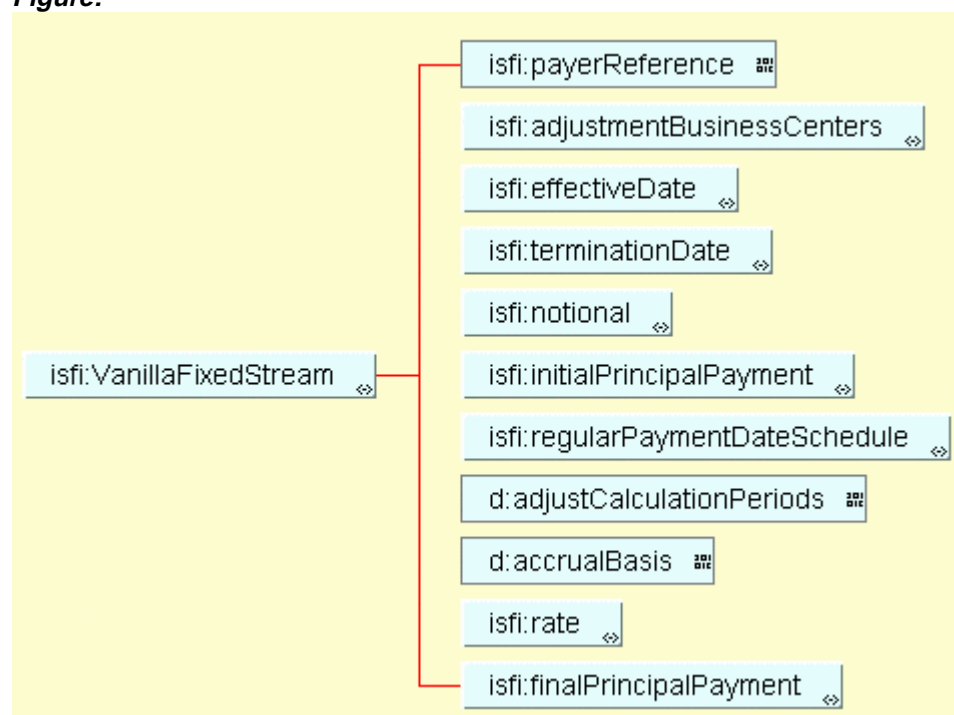 Figure:
isfi:payerReference
isfi:adjustmentBusinessCenters
isfi:effectiveDate
isfi:terminationDate
isfi:notional
isfi:VanillaFixedStream
isfi:initialPrincipalPayment
isfi:regularPaymentDateSchedule
d:adjustCalculationPeriods
d:accrualBasis
isfi:rate
isfi:finalPrincipalPayment